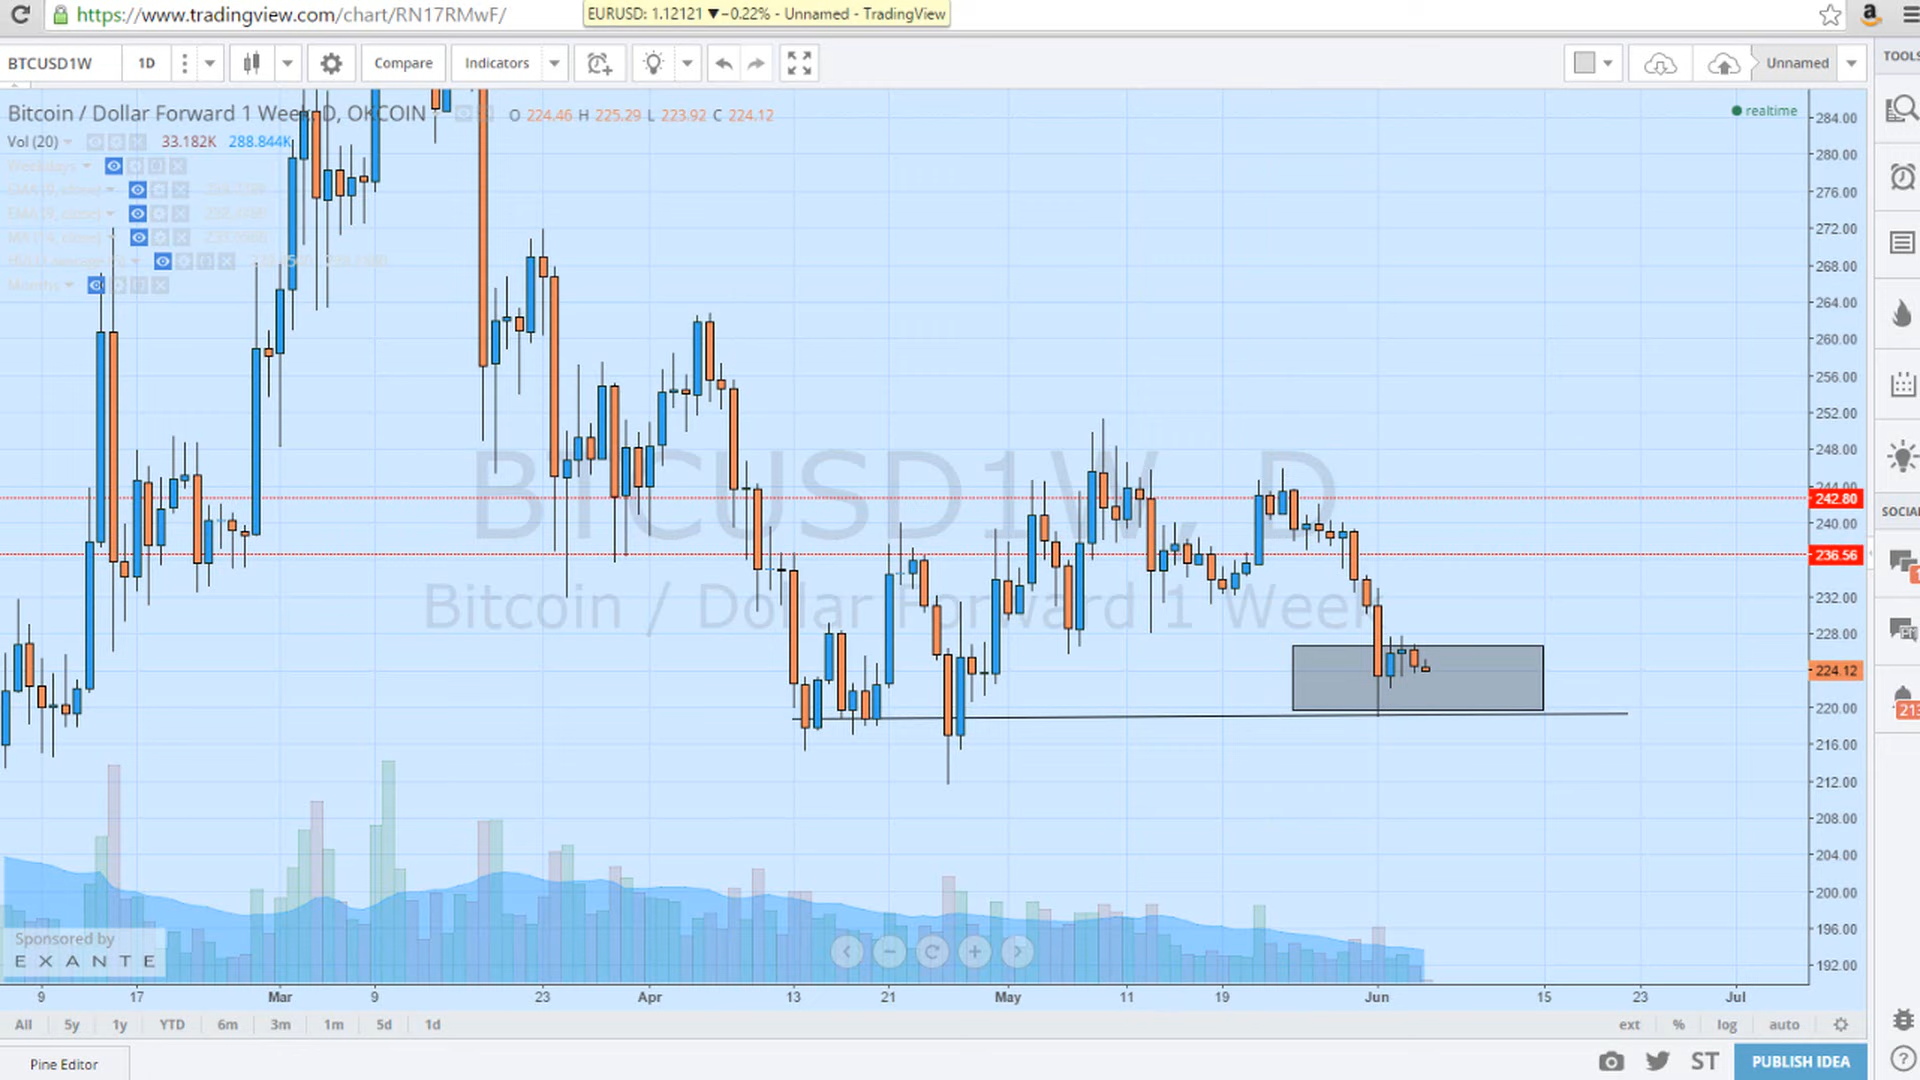 https://www.tradingview.com/chart/RN17RMwF/
EURUSD: 1.12121 ▼−0.22% - Unnamed - TradingView
BTCUSD1W 1D Compare Indicators Unnamed TOOLS
Bitcoin / Dollar Forward 1 Week, D, OKCOIN O 224.46 H 225.29 L 223.92 C 224.12
realtime
Vol (20) 33.182K 288.844K
Weekdays
Months
BTCUSD1W, D
Bitcoin / Dollar Forward 1 Week
284.00
280.00
276.00
272.00
268.00
264.00
260.00
256.00
252.00
248.00
244.00
242.80
240.00
236.56
232.00
228.00
224.12
220.00
216.00
212.00
208.00
204.00
200.00
196.00
192.00
SOCIAL
1
213
Sponsored by
EXANTE
9 17 Mar 9 23 Apr 13 21 May 11 19 Jun 15 23 Jul
All 5y 1y YTD 6m 3m 1m 5d 1d ext % log auto
Pine Editor ST PUBLISH IDEA